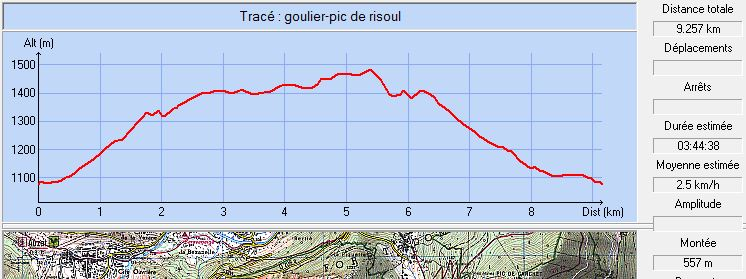 Tracé : goulier-pic de risoul
Alt (m)
1500
1400
1300
1200
1100
0 1 2 3 4 5 6 7 8 Dist (km)
Distance totale
9.257 km
Déplacements
Arrêts
Durée estimée
03:44:38
Moyenne estimée
2.5 km/h
Amplitude
Montée
557 m